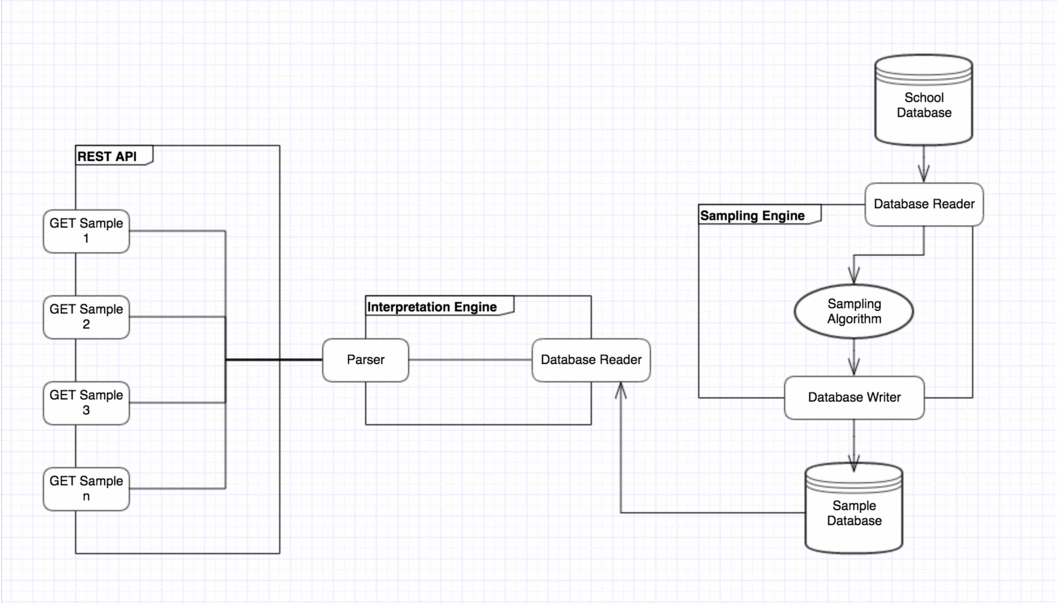 School
Database
REST API
Database Reader
Sampling Engine
GET Sample
1
Interpretation Engine
Sampling
Algorithm
GET Sample
2
Parser
Database Reader
GET Sample
3
Database Writer
GET Sample
n
Sample
Database